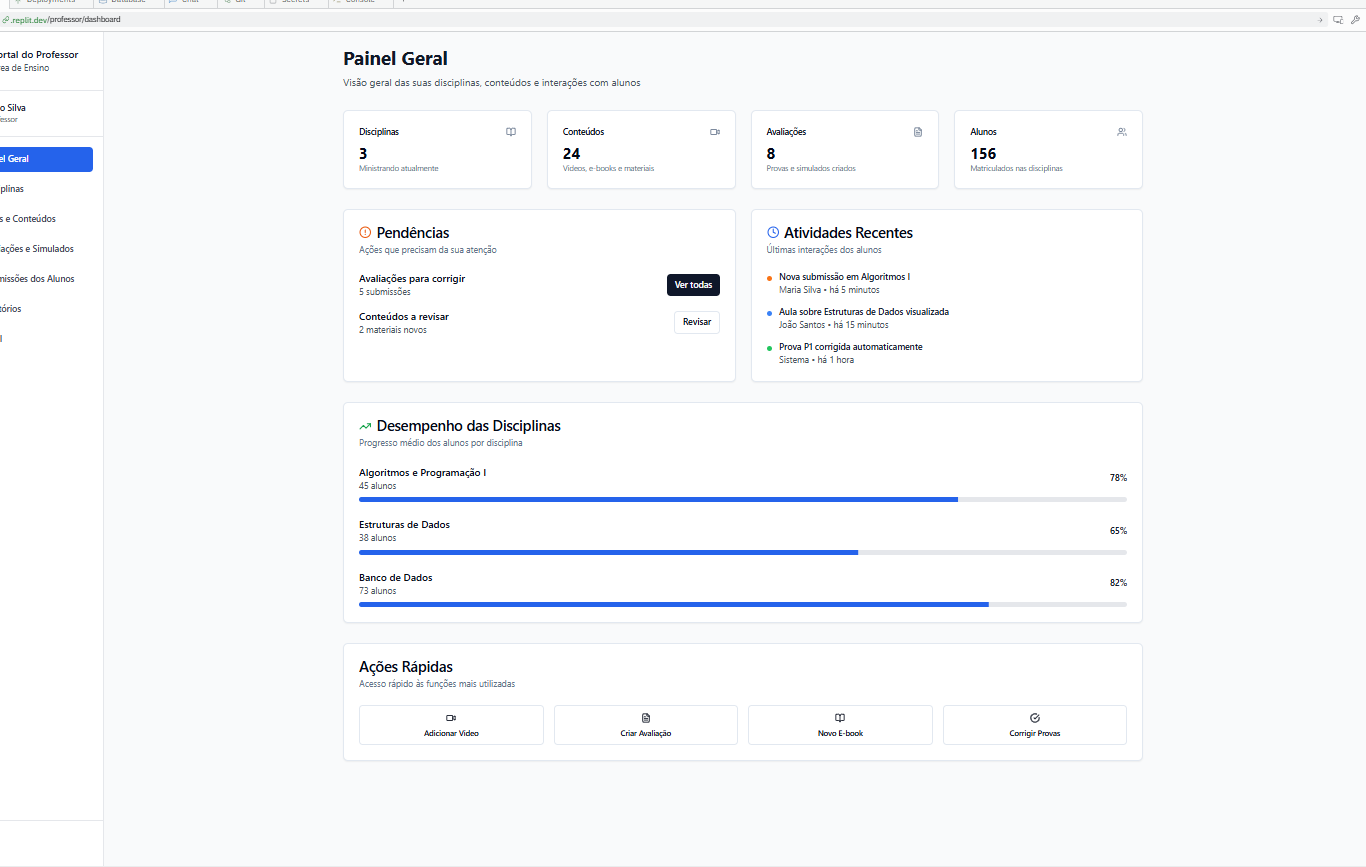 Deployments
Database
Chat
Git
Secrets
Console
.replit.dev/professor/dashboard
ortal do Professor
rea de Ensino
o Silva
fessor
el Geral
plinas
s e Conteúdos
ações e Simulados
missões dos Alunos
tórios
l
Painel Geral
Visão geral das suas disciplinas, conteúdos e interações com alunos
Disciplinas
3
Ministrando atualmente
Conteúdos
24
Vídeos, e-books e materiais
Avaliações
8
Provas e simulados criados
Alunos
156
Matriculados nas disciplinas
Pendências
Ações que precisam da sua atenção
Avaliações para corrigir
5 submissões
Ver todas
Conteúdos a revisar
2 materiais novos
Revisar
Atividades Recentes
Últimas interações dos alunos
Nova submissão em Algoritmos I
Maria Silva • há 5 minutos
Aula sobre Estruturas de Dados visualizada
João Santos • há 15 minutos
Prova P1 corrigida automaticamente
Sistema • há 1 hora
Desempenho das Disciplinas
Progresso médio dos alunos por disciplina
Algoritmos e Programação I
45 alunos
78%
Estruturas de Dados
38 alunos
65%
Banco de Dados
73 alunos
82%
Ações Rápidas
Acesso rápido às funções mais utilizadas
Adicionar Vídeo
Criar Avaliação
Novo E-book
Corrigir Provas